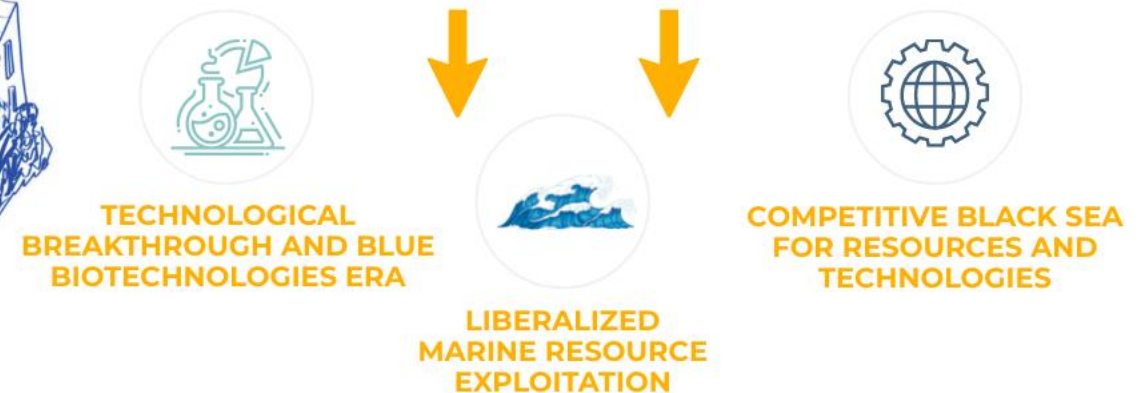 TECHNOLOGICAL
BREAKTHROUGH AND BLUE
BIOTECHNOLOGIES ERA
LIBERALIZED
MARINE RESOURCE
EXPLOITATION
COMPETITIVE BLACK SEA
FOR RESOURCES AND
TECHNOLOGIES